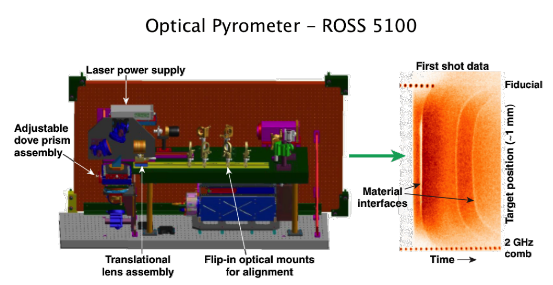 Optical Pyrometer – ROSS 5100
Laser power supply
Adjustable
dove prism
assembly
Translational
lens assembly
Flip-in optical mounts
for alignment
First shot data
Fiducial
Target position (~1 mm)
Material
interfaces
2 GHz
comb
Time